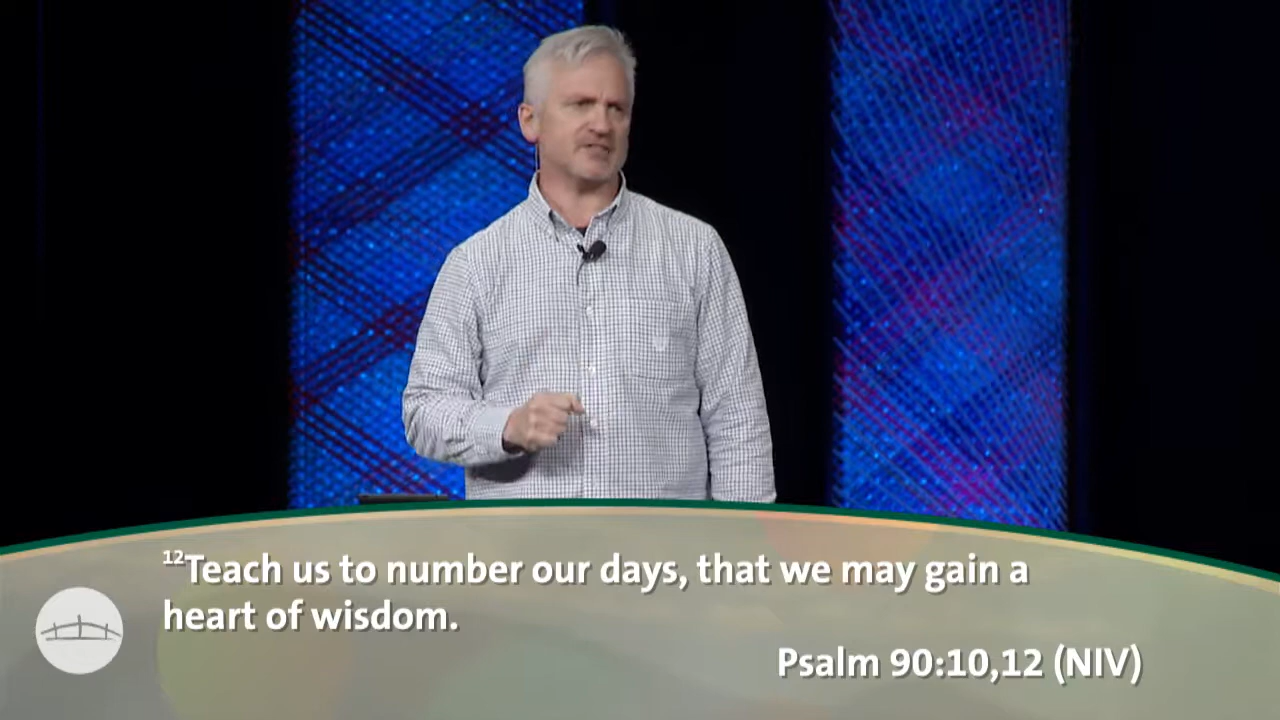 ¹²Teach us to number our days, that we may gain a
heart of wisdom.
Psalm 90:10,12 (NIV)